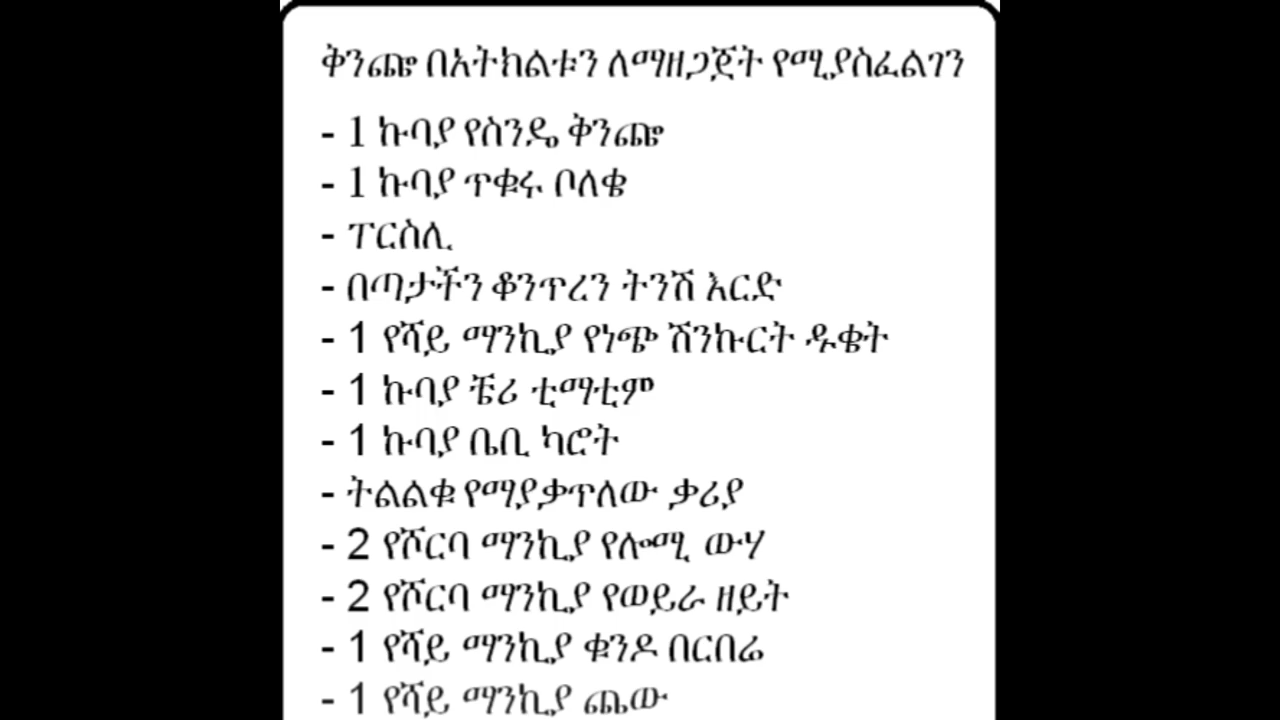 ቅንጬ በአትክልቱን ለማዘጋጀት የሚያስፈልገን
- 1 ኩባያ የስንዴ ቅንጬ
- 1 ኩባያ ጥቁሩ ቦለቄ
- ፐርስሊ
- በጣታችን ቆንጥረን ትንሽ እርድ
- 1 የሻይ ማንኪያ የነጭ ሽንኩርት ዱቄት
- 1 ኩባያ ቼሪ ቲማቲም
- 1 ኩባያ ቤቢ ካሮት
- ትልልቁ የማያቃጥለው ቃሪያ
- 2 የሾርባ ማንኪያ የሎሚ ውሃ
- 2 የሾርባ ማንኪያ የወይራ ዘይት
- 1 የሻይ ማንኪያ ቁንዶ በርበሬ
- 1 የሻይ ማንኪያ ጨው